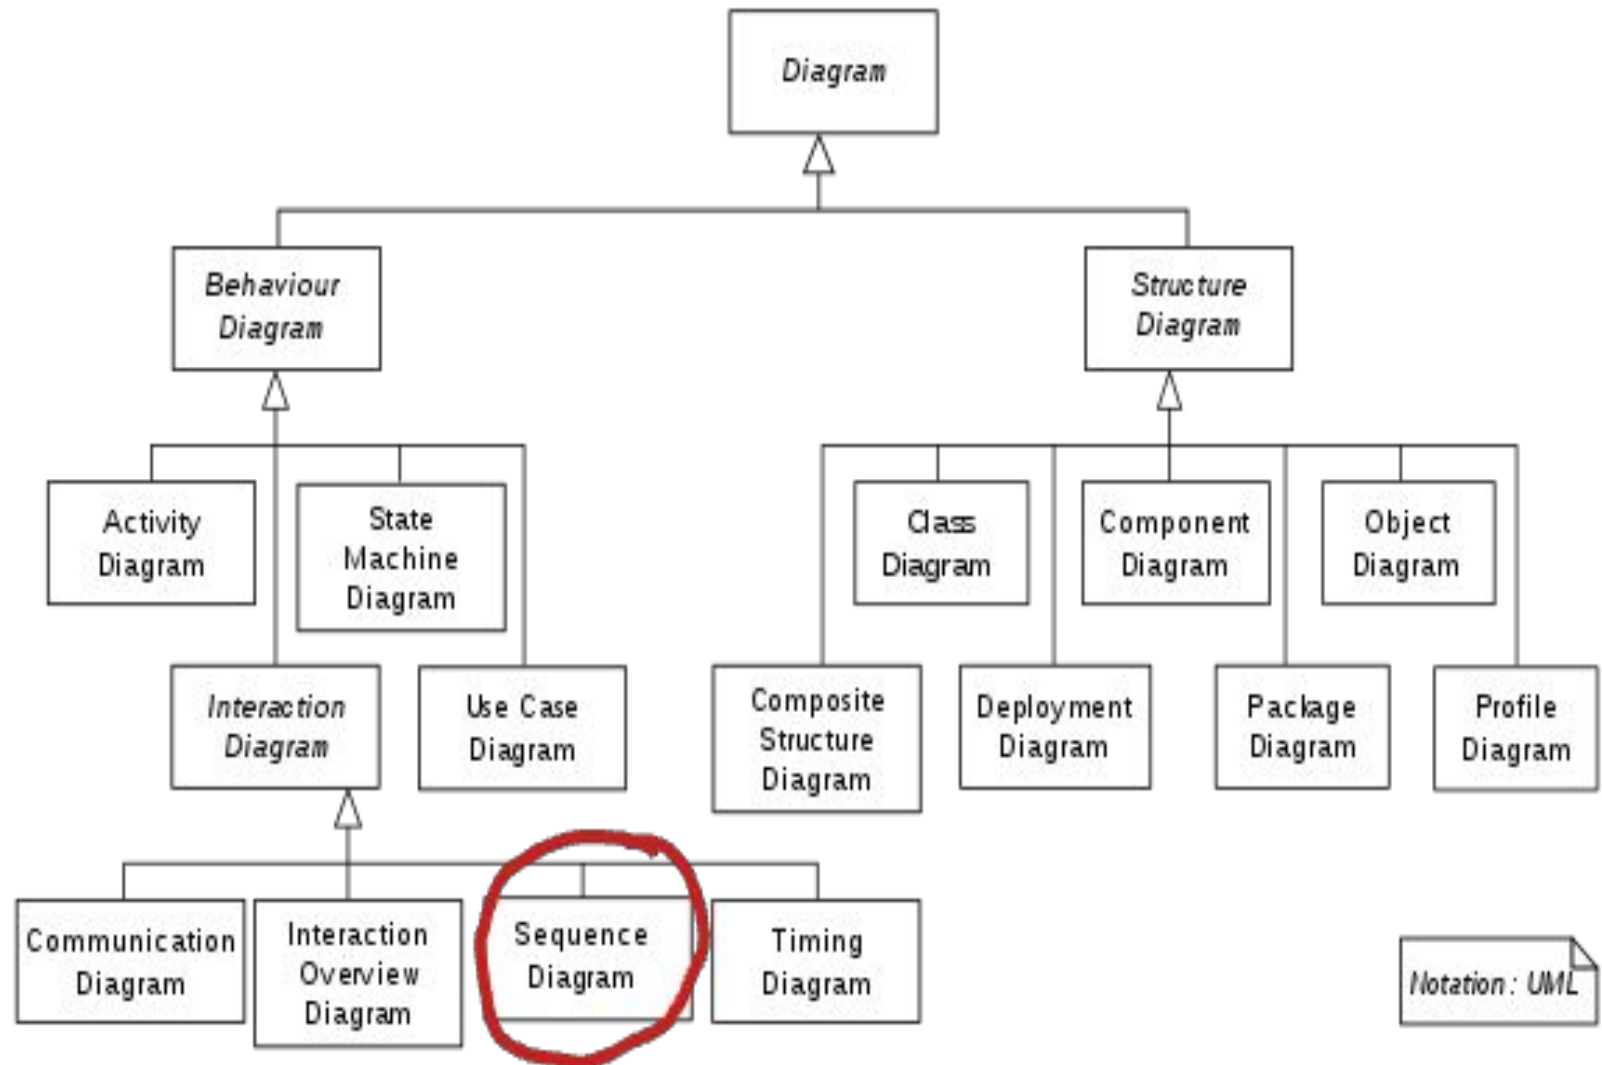 Diagram
Behaviour
Diagram
Structure
Diagram
Activity
Diagram
State
Machine
Diagram
Class
Diagram
Component
Diagram
Object
Diagram
Interaction
Diagram
Use Case
Diagram
Composite
Structure
Diagram
Deployment
Diagram
Package
Diagram
Profile
Diagram
Communication
Diagram
Interaction
Overview
Diagram
Sequence
Diagram
Timing
Diagram
Notation: UML